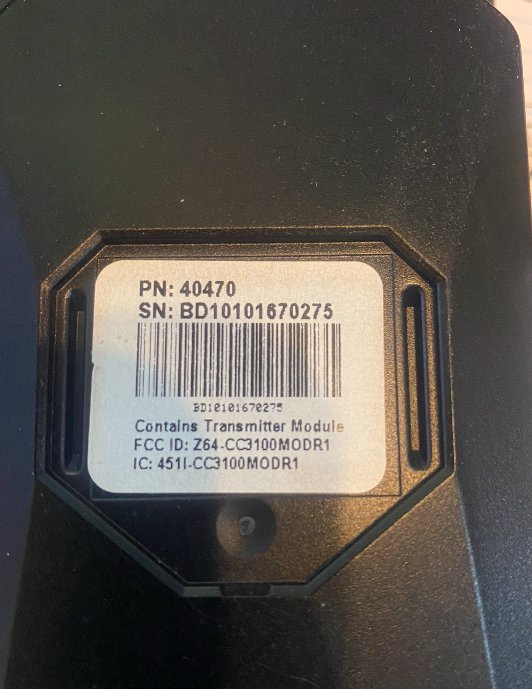 PN: 40470
SN: BD10101670275
BD10101670275
Contains Transmitter Module
FCC ID: Z64-CC3100MODR1
IC: 451I-CC3100MODR1